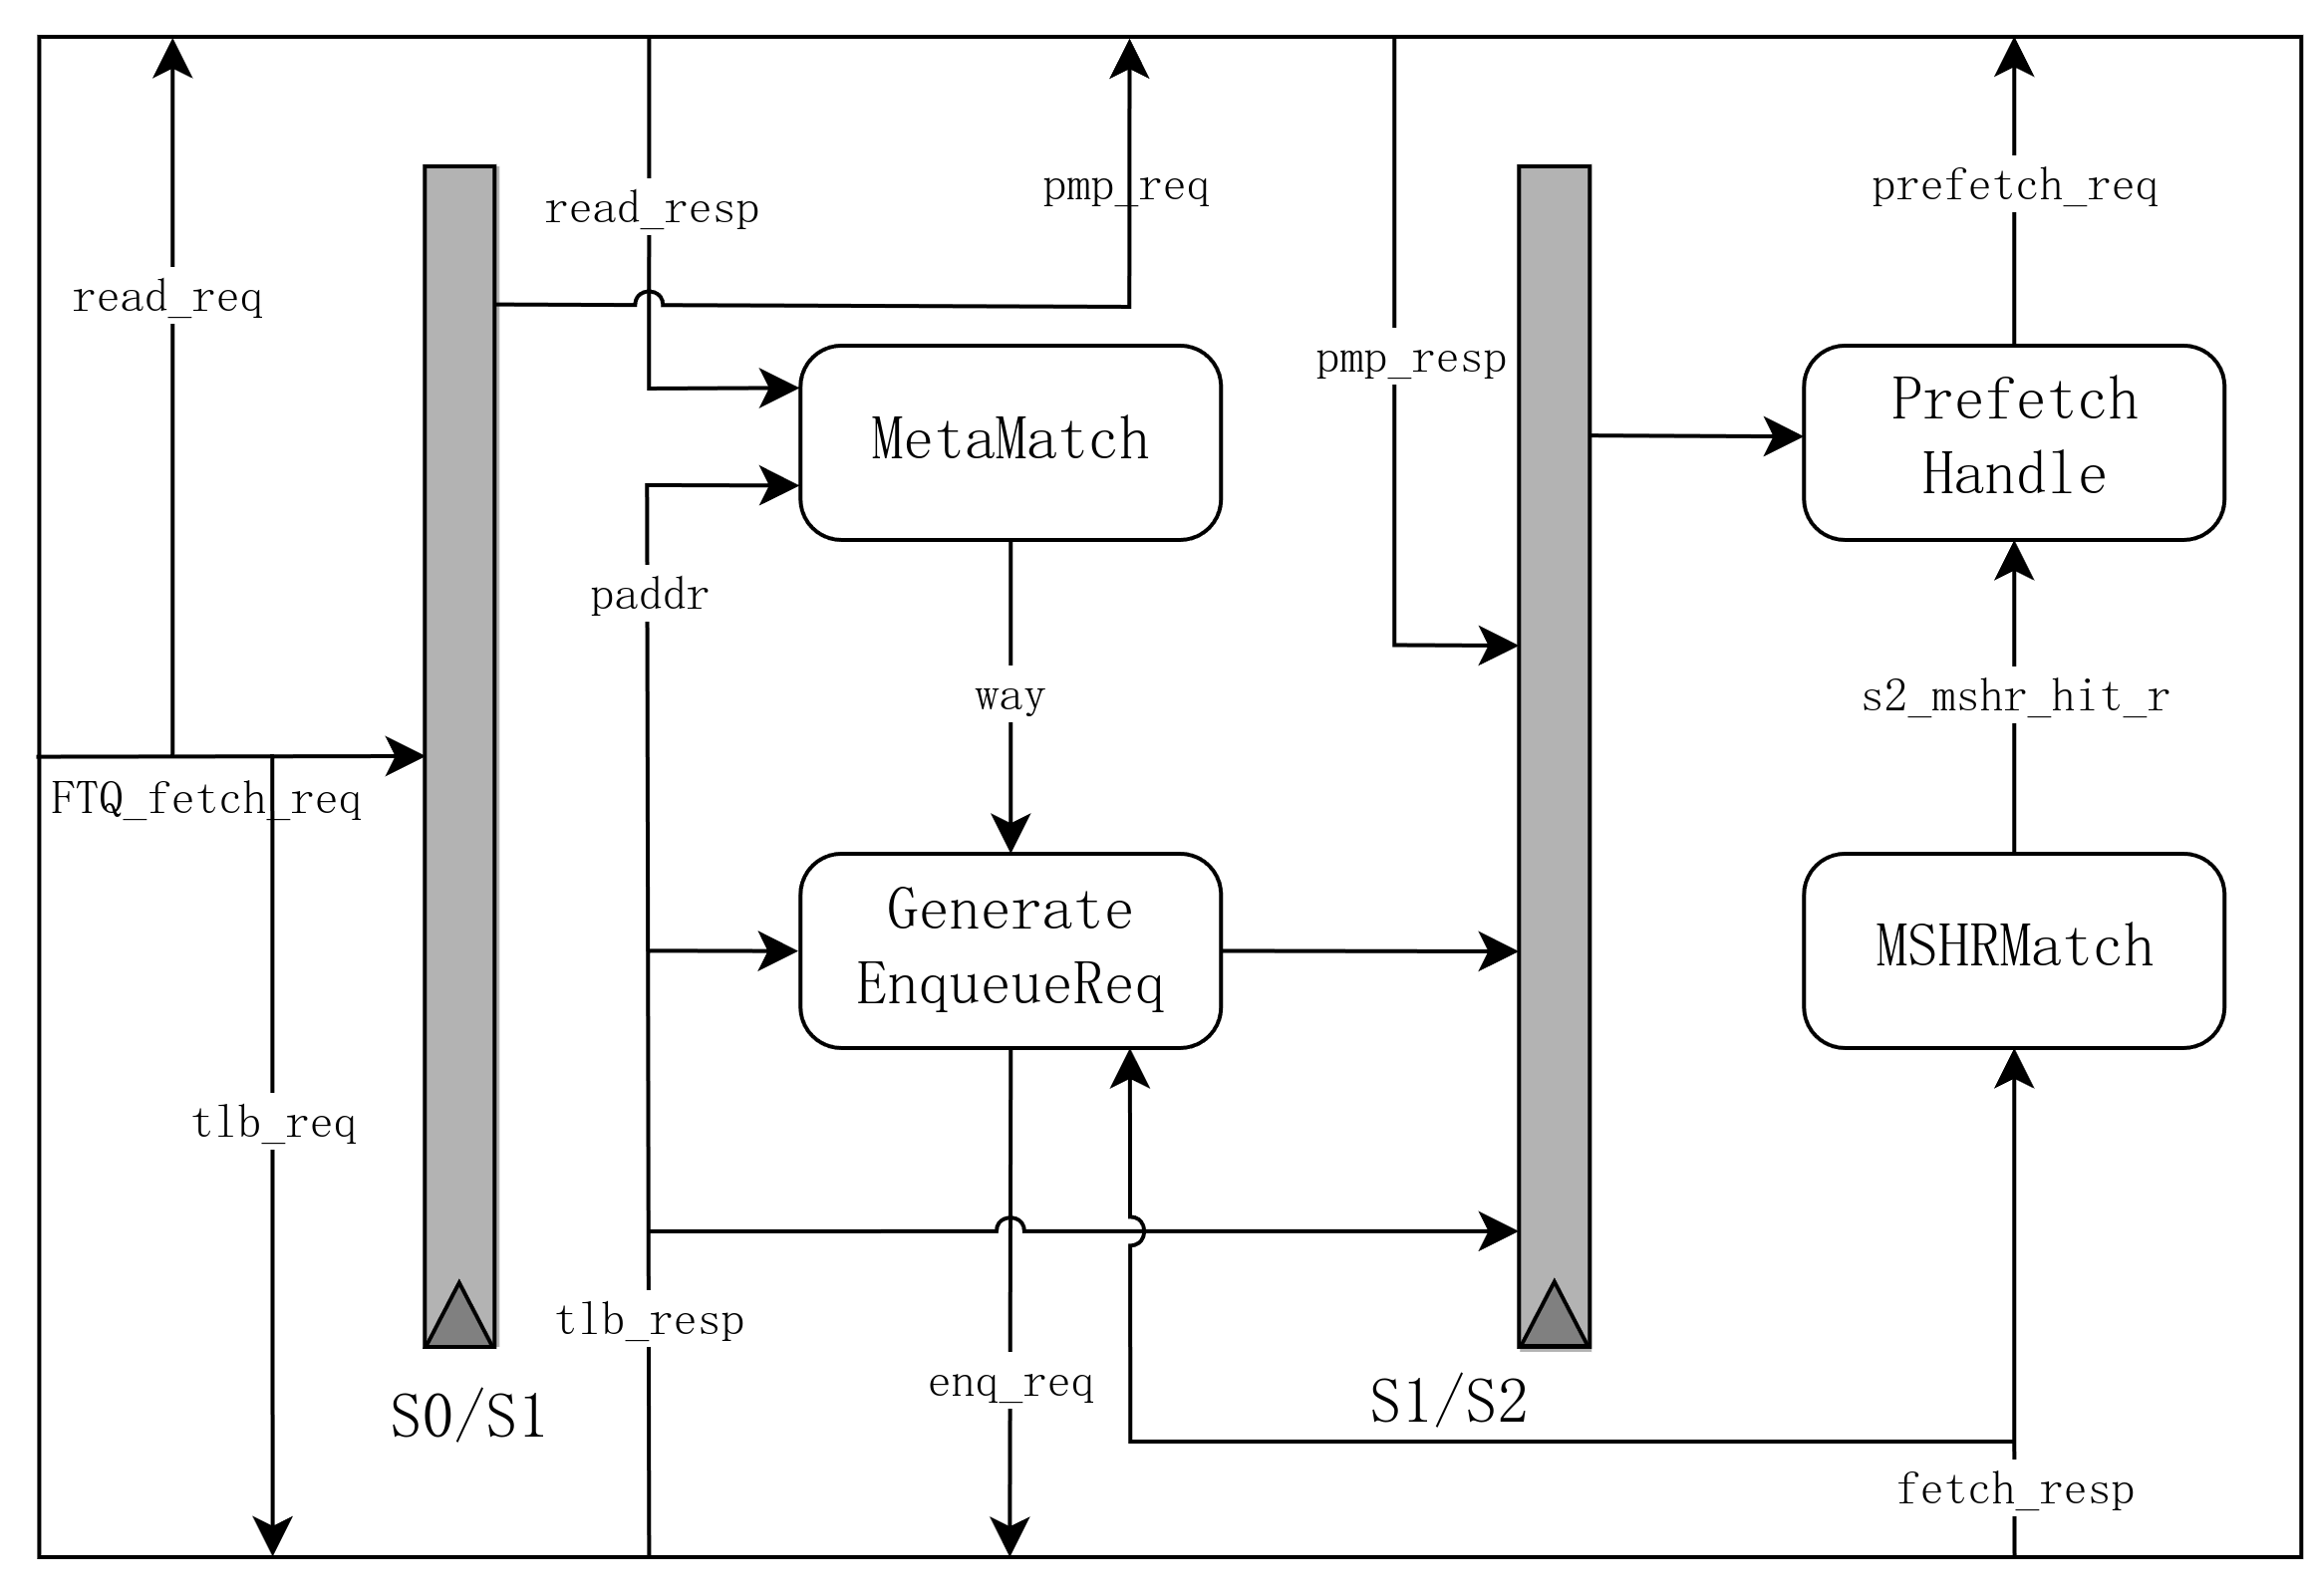 pmp_req
prefetch_req
read_resp
read_req
pmp_resp
Prefetch
Handle
MetaMatch
paddr
way
s2_mshr_hit_r
FTQ_fetch_req
Generate
EnqueueReq
MSHRMatch
tlb_req
tlb_resp
enq_req
S0/S1
S1/S2
fetch_resp